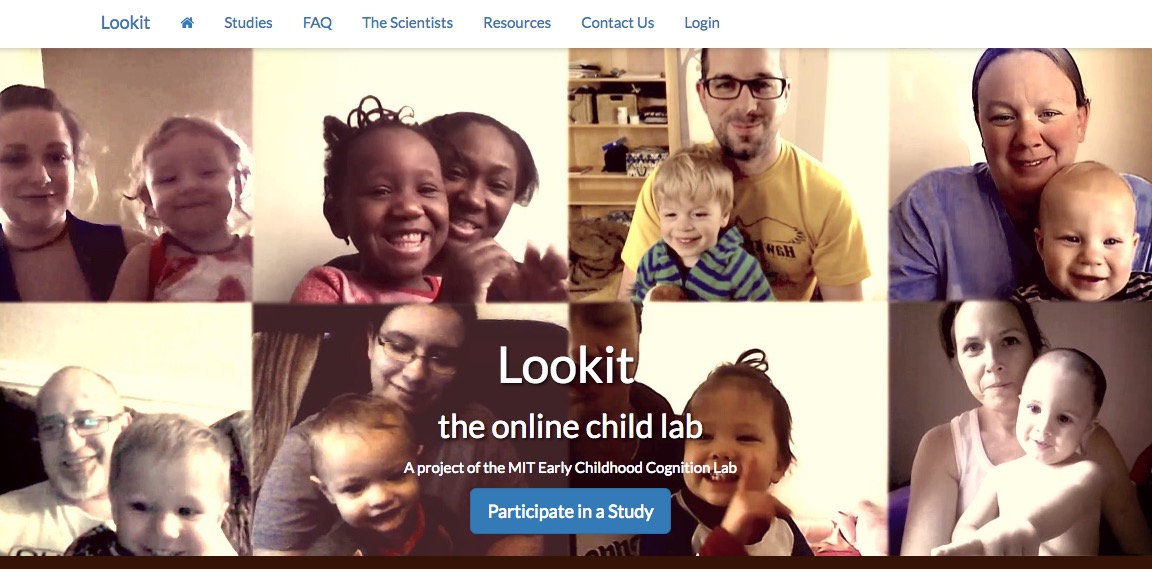 Lookit Studies FAQ The Scientists Resources Contact Us Login
Lookit
the online child lab
A project of the MIT Early Childhood Cognition Lab
Participate in a Study